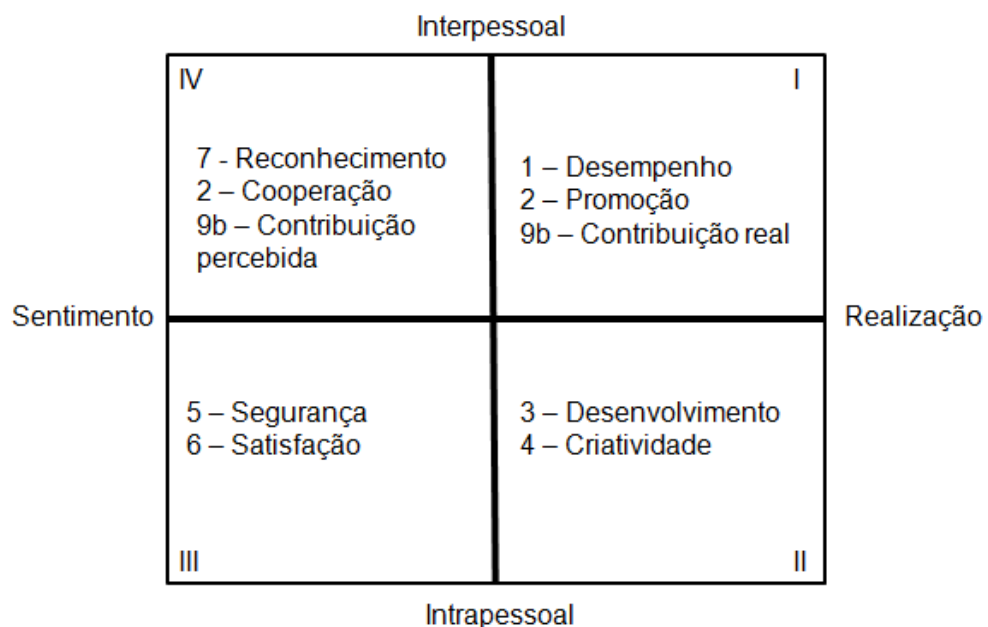 Interpessoal
IV
7 - Reconhecimento
2 – Cooperação
9b – Contribuição
percebida
I
1 – Desempenho
2 – Promoção
9b – Contribuição real
Sentimento
Realização
5 – Segurança
6 – Satisfação
III
3 – Desenvolvimento
4 – Criatividade
II
Intrapessoal